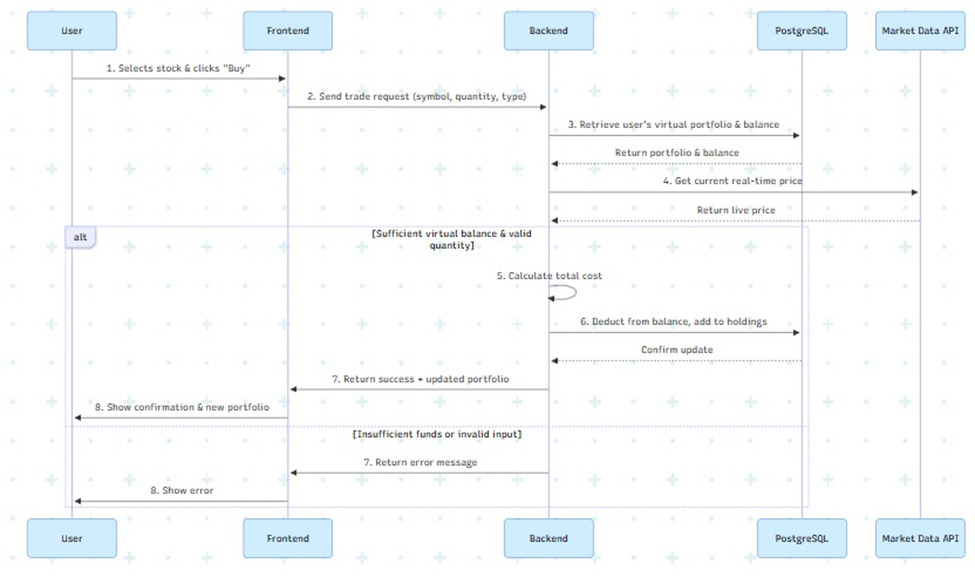 User
Frontend
Backend
PostgreSQL
Market Data API
1. Selects stock & clicks "Buy"
2. Send trade request (symbol, quantity, type)
3. Retrieve user's virtual portfolio & balance
Return portfolio & balance
4. Get current real-time price
Return live price
alt
[Sufficient virtual balance & valid
quantity]
5. Calculate total cost
6. Deduct from balance, add to holdings
Confirm update
7. Return success + updated portfolio
8. Show confirmation & new portfolio
[Insufficient funds or invalid input]
7. Return error message
8. Show error
User
Frontend
Backend
PostgreSQL
Market Data API